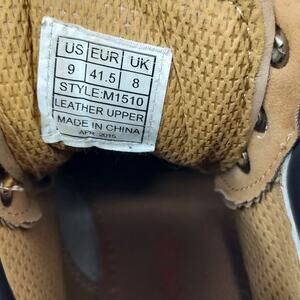 US EUR UK
9 41.5 8
STYLE:M1510
LEATHER UPPER
MADE IN CHINA
APR 2015